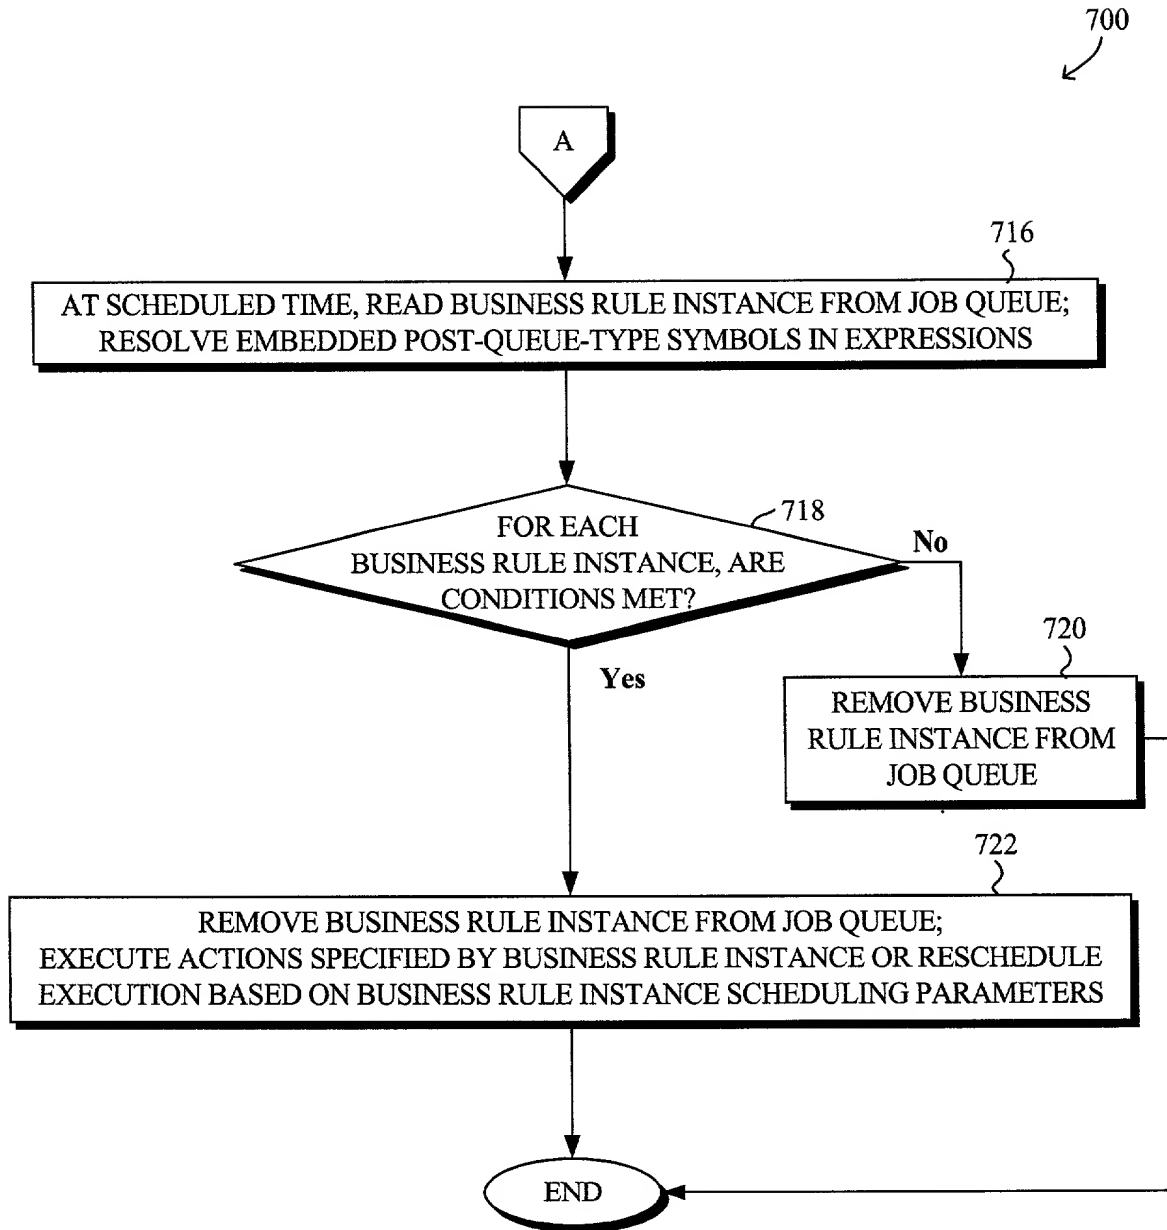 700
A
716
AT SCHEDULED TIME, READ BUSINESS RULE INSTANCE FROM JOB QUEUE;
RESOLVE EMBEDDED POST-QUEUE-TYPE SYMBOLS IN EXPRESSIONS
718
FOR EACH
BUSINESS RULE INSTANCE, ARE
CONDITIONS MET?
No
Yes
720
REMOVE BUSINESS
RULE INSTANCE FROM
JOB QUEUE
722
REMOVE BUSINESS RULE INSTANCE FROM JOB QUEUE;
EXECUTE ACTIONS SPECIFIED BY BUSINESS RULE INSTANCE OR RESCHEDULE
EXECUTION BASED ON BUSINESS RULE INSTANCE SCHEDULING PARAMETERS
END